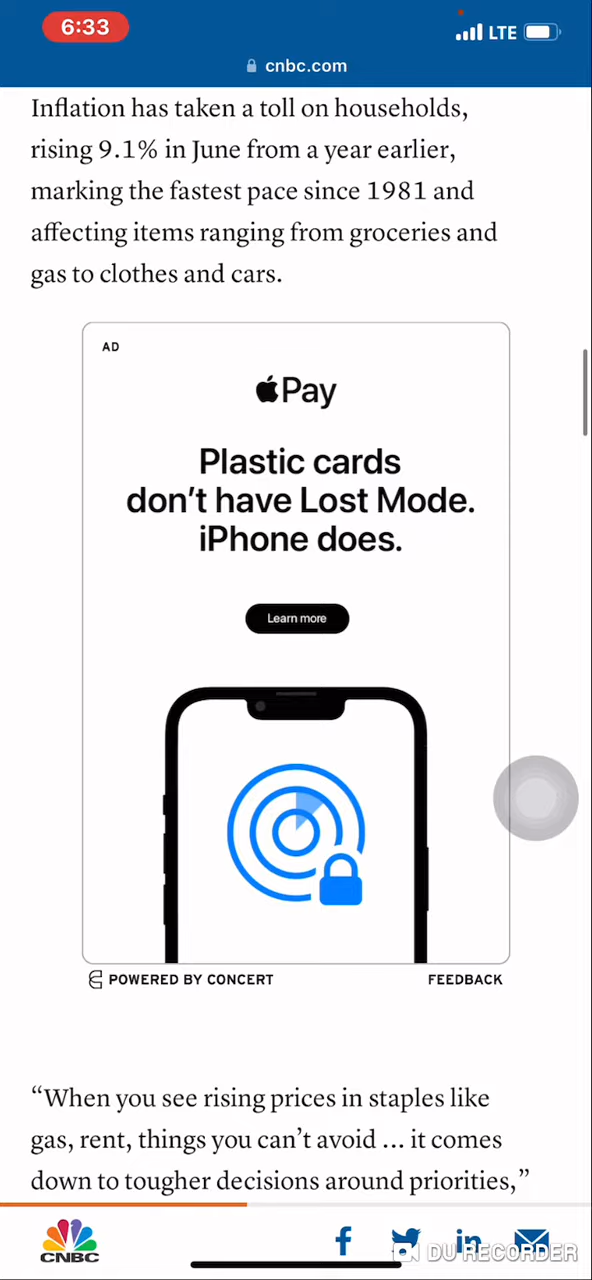 6:33
LTE
cnbc.com
Inflation has taken a toll on households,
rising 9.1% in June from a year earlier,
marking the fastest pace since 1981 and
affecting items ranging from groceries and
gas to clothes and cars.
AD
Pay
Plastic cards
don’t have Lost Mode.
iPhone does.
Learn more
POWERED BY CONCERT
FEEDBACK
“When you see rising prices in staples like
gas, rent, things you can’t avoid ... it comes
down to tougher decisions around priorities,”
CNBC
f
in
DU RECORDER